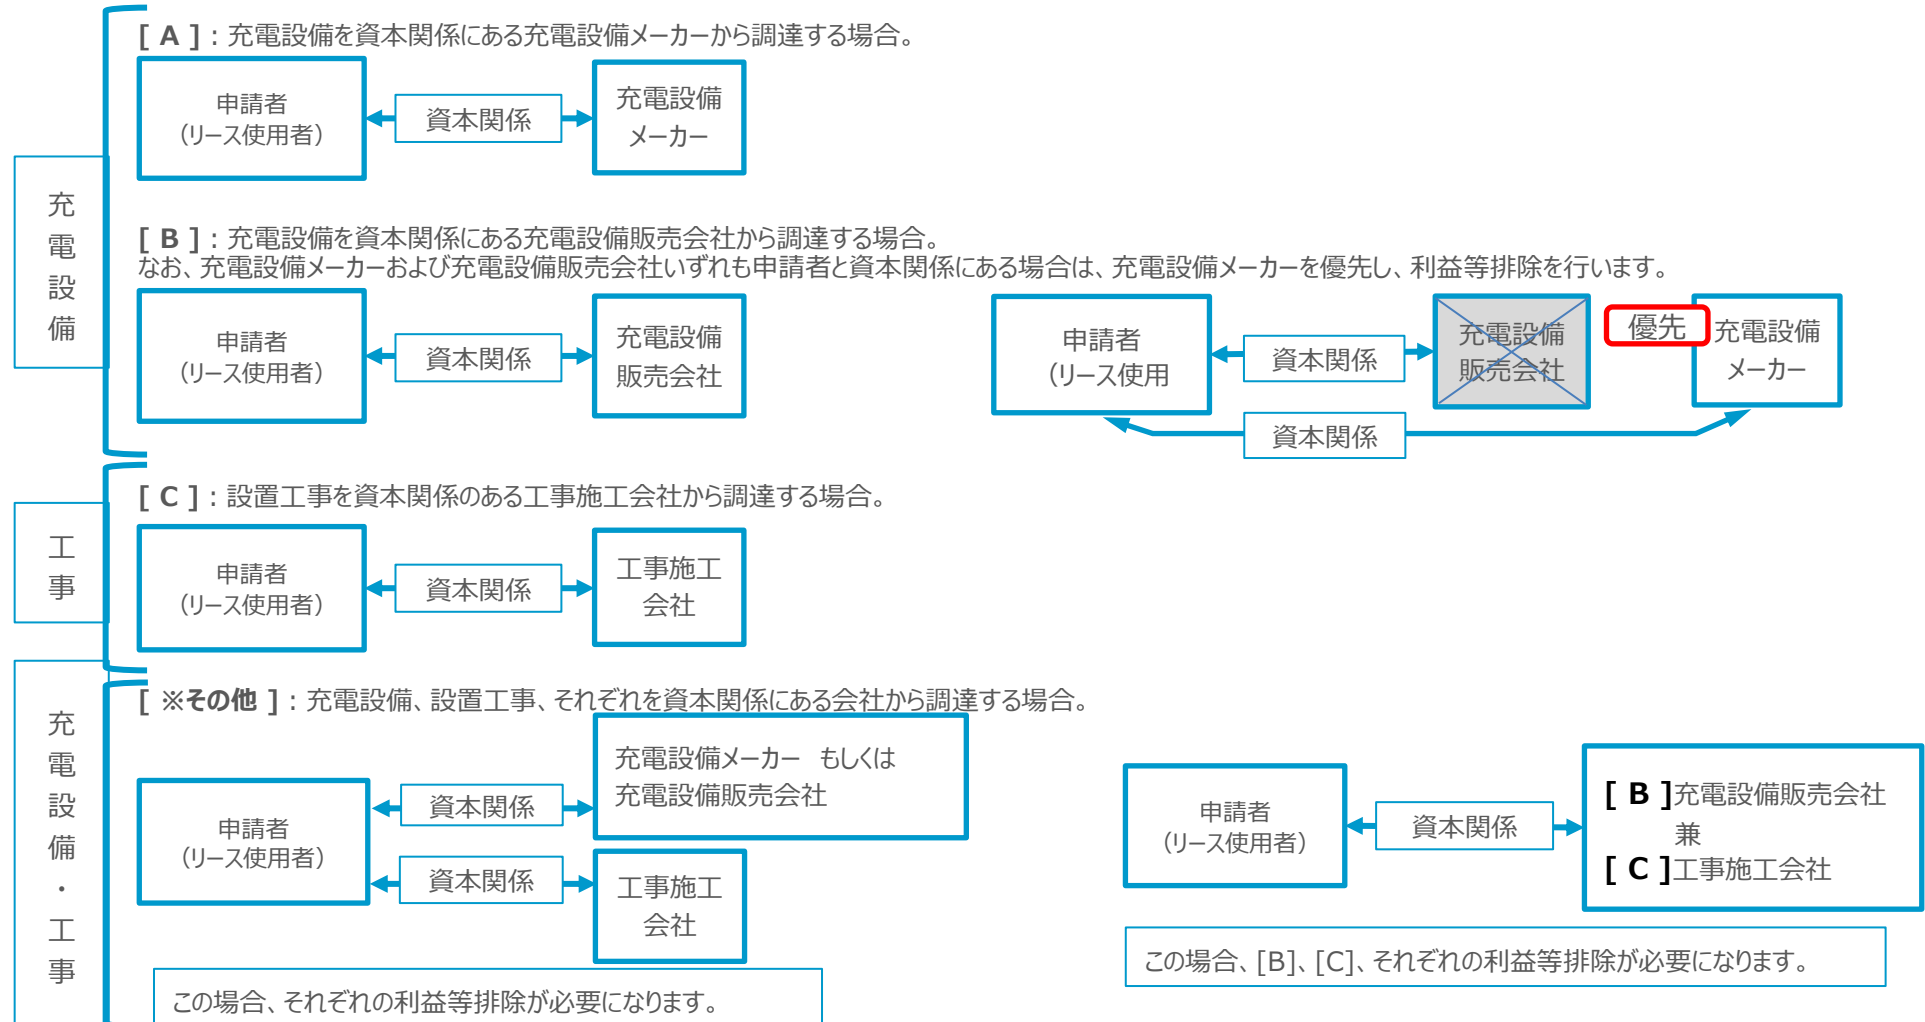 [ A ]：充電設備を資本関係にある充電設備メーカーから調達する場合。
申請者
（リース使用者）
資本関係
充電設備
メーカー
充
電
設
備
[ B ]：充電設備を資本関係にある充電設備販売会社から調達する場合。
なお、充電設備メーカーおよび充電設備販売会社いずれも申請者と資本関係にある場合は、充電設備メーカーを優先し、利益等排除を行います。
申請者
（リース使用者）
資本関係
充電設備
販売会社
申請者
（リース使用
資本関係
充電設備
販売会社
優先
充電設備
メーカー
資本関係
[ C ]：設置工事を資本関係のある工事施工会社から調達する場合。
工
事
申請者
（リース使用者）
資本関係
工事施工
会社
[ ※その他 ]：充電設備、設置工事、それぞれを資本関係にある会社から調達する場合。
充
電
設
備
・
工
事
申請者
（リース使用者）
資本関係
充電設備メーカー もしくは
充電設備販売会社
資本関係
工事施工
会社
この場合、それぞれの利益等排除が必要になります。
申請者
（リース使用者）
資本関係
[ B ]充電設備販売会社
兼
[ C ]工事施工会社
この場合、[B]、[C]、それぞれの利益等排除が必要になります。